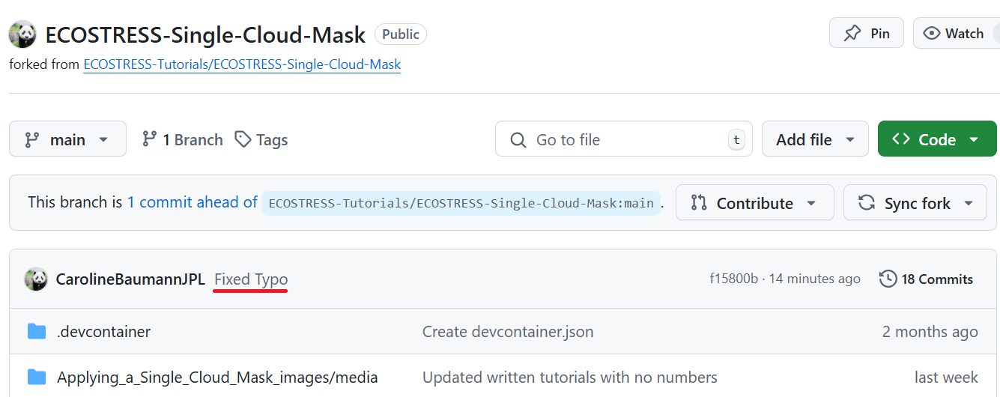 ECOSTRESS-Single-Cloud-Mask Public Pin Watch
forked from ECOSTRESS-Tutorials/ECOSTRESS-Single-Cloud-Mask
main 1 Branch Tags Go to file t Add file Code
This branch is 1 commit ahead of ECOSTRESS-Tutorials/ECOSTRESS-Single-Cloud-Mask:main . Contribute Sync fork
CarolineBaumannJPL Fixed Typo f15800b · 14 minutes ago 18 Commits
.devcontainer Create devcontainer.json 2 months ago
Applying_a_Single_Cloud_Mask_images/media Updated written tutorials with no numbers last week